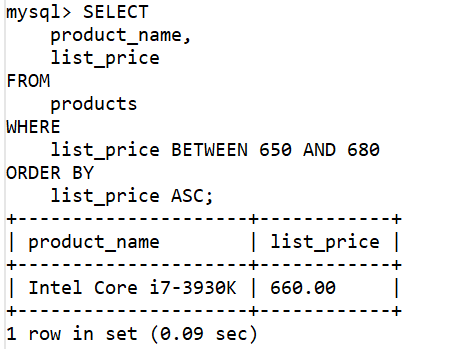 mysql> SELECT
    product_name,
    list_price
FROM
    products
WHERE
    list_price BETWEEN 650 AND 680
ORDER BY
    list_price ASC;
+---------------------+------------+
| product_name        | list_price |
+---------------------+------------+
| Intel Core i7-3930K | 660.00     |
+---------------------+------------+
1 row in set (0.09 sec)